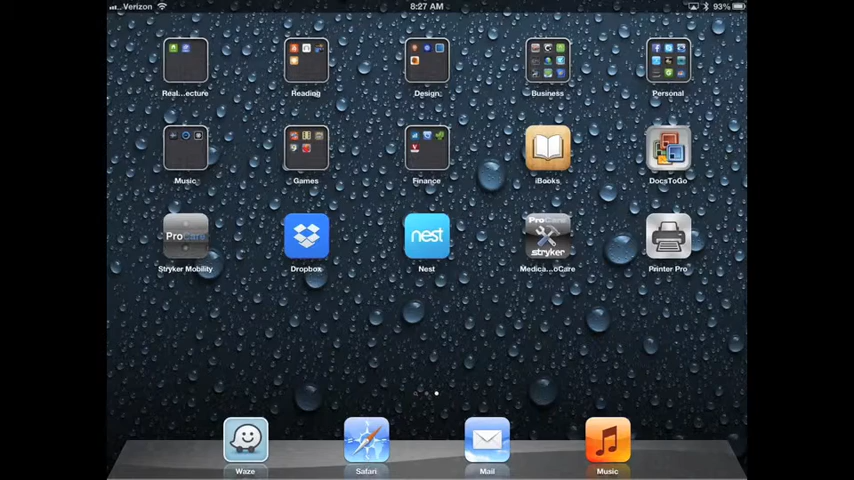 Verizon 8:27 AM 93%
Real...ecture Reading Design Business Personal
Music Games Finance iBooks DocsToGo
ProCare nest ProCare
stryker
Stryker Mobility Dropbox Nest Medica...oCare Printer Pro
Waze Safari Mail Music